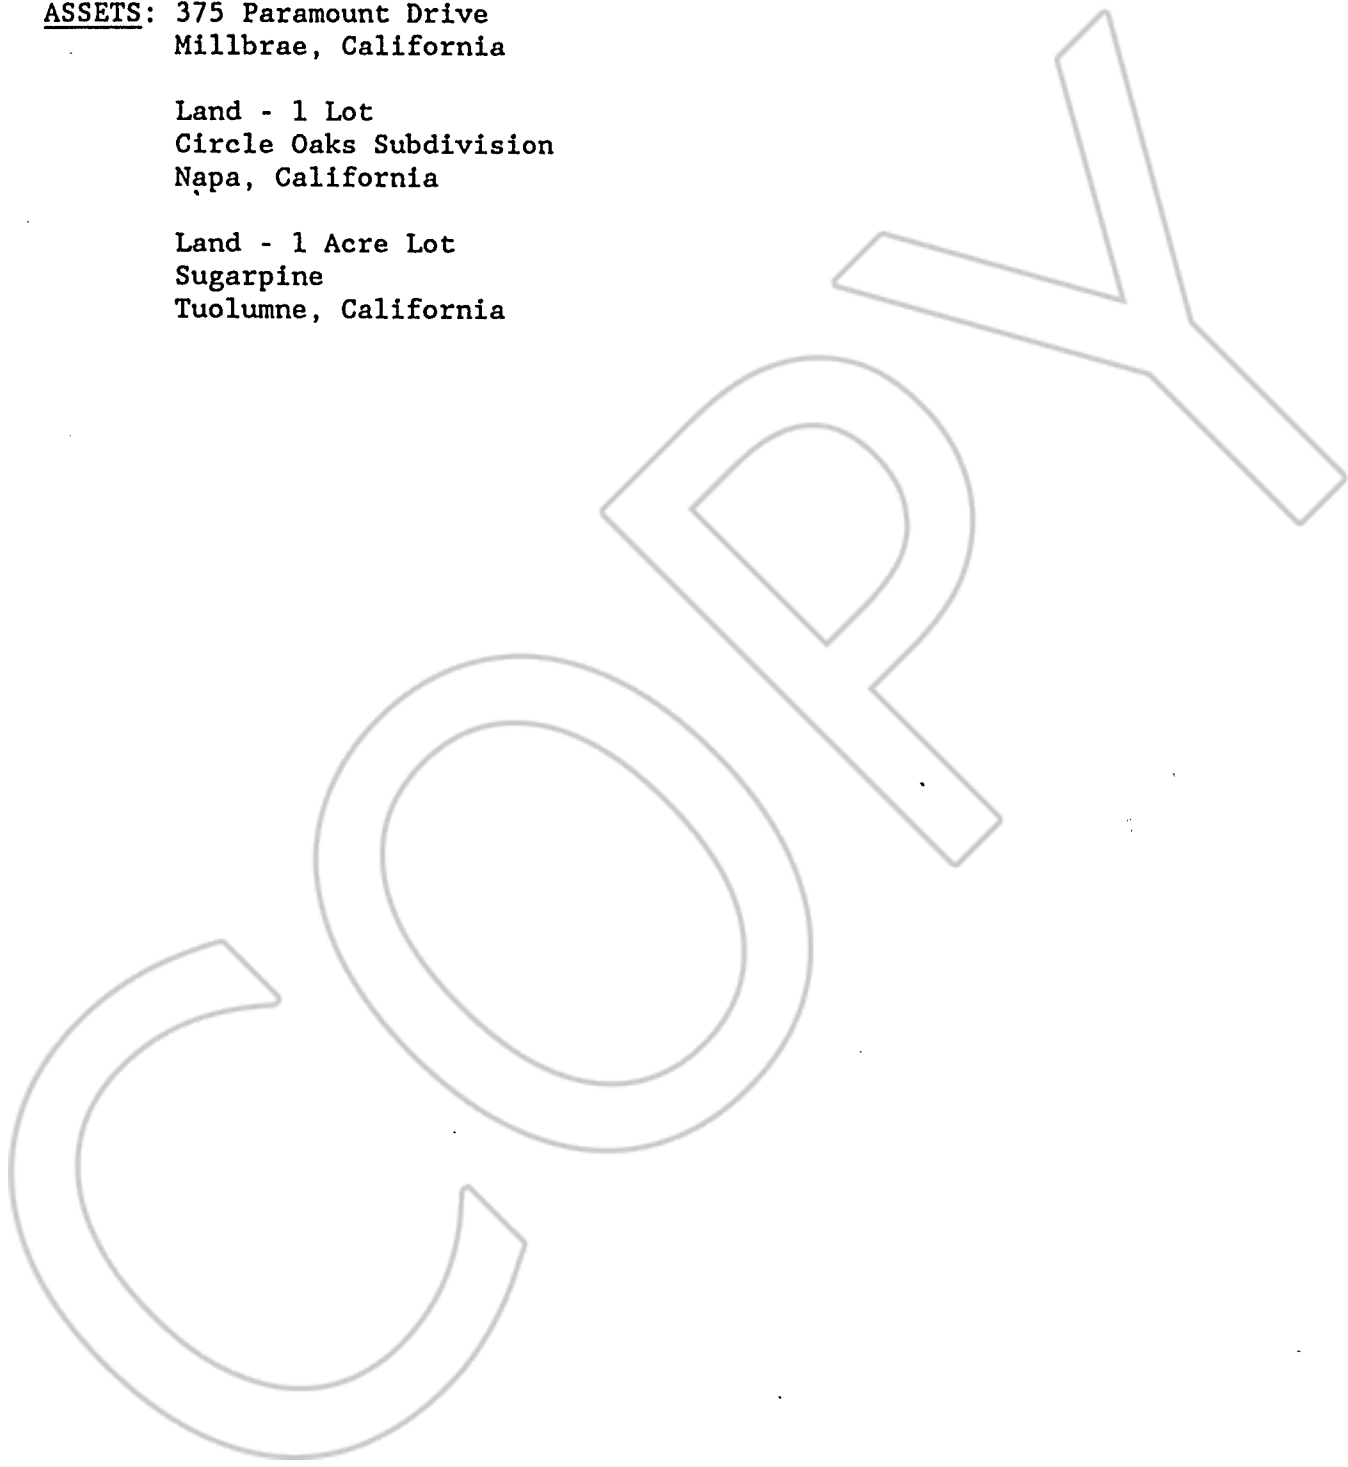 ASSETS: 375 Paramount Drive
Millbrae, California
Land - 1 Lot
Circle Oaks Subdivision
Napa, California
Land - 1 Acre Lot
Sugarpine
Tuolumne, California
COPY